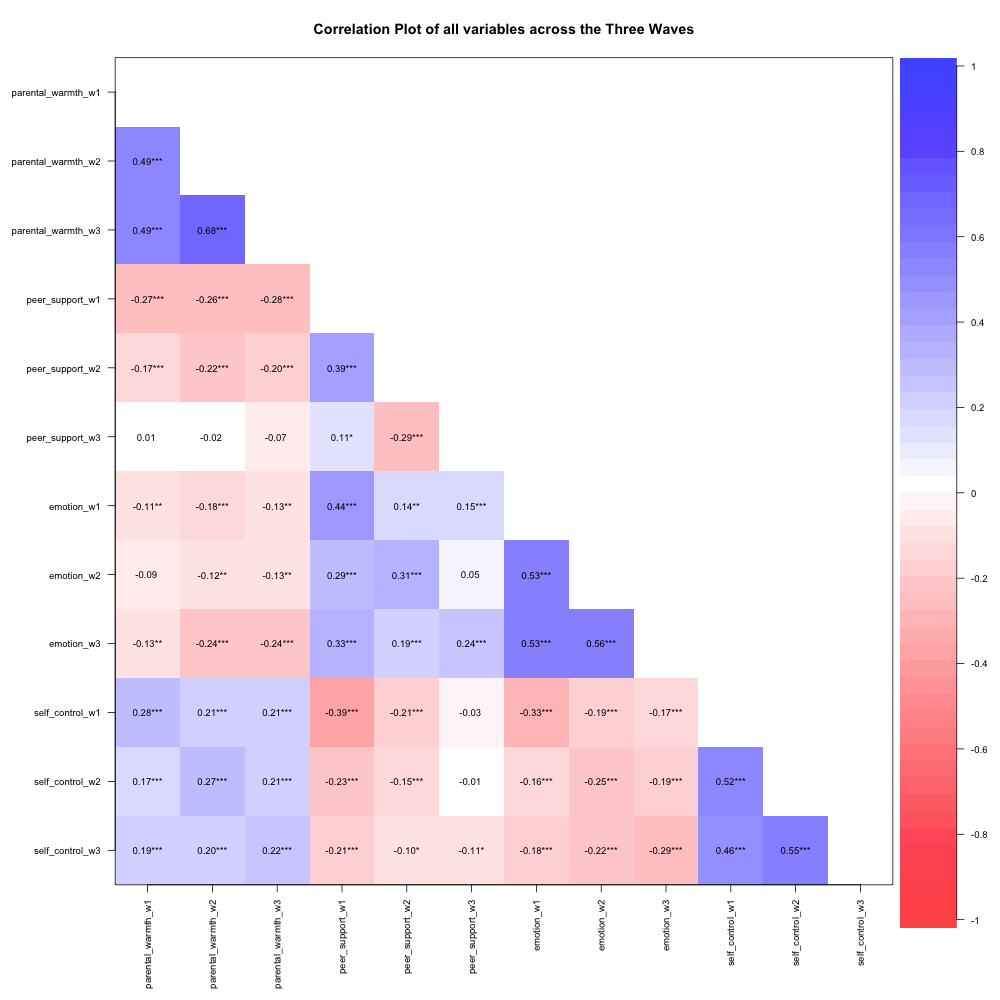 Correlation Plot of all variables across the Three Waves
parental_warmth_w1
parental_warmth_w2 0.49***
parental_warmth_w3 0.49*** 0.68***
peer_support_w1 -0.27*** -0.26*** -0.28***
peer_support_w2 -0.17*** -0.22*** -0.20*** 0.39***
peer_support_w3 0.01 -0.02 -0.07 0.11* -0.29***
emotion_w1 -0.11** -0.18*** -0.13** 0.44*** 0.14** 0.15***
emotion_w2 -0.09 -0.12** -0.13** 0.29*** 0.31*** 0.05 0.53***
emotion_w3 -0.13** -0.24*** -0.24*** 0.33*** 0.19*** 0.24*** 0.53*** 0.56***
self_control_w1 0.28*** 0.21*** 0.21*** -0.39*** -0.21*** -0.03 -0.33*** -0.19*** -0.17***
self_control_w2 0.17*** 0.27*** 0.21*** -0.23*** -0.15*** -0.01 -0.16*** -0.25*** -0.19*** 0.52***
self_control_w3 0.19*** 0.20*** 0.22*** -0.21*** -0.10* -0.11* -0.18*** -0.22*** -0.29*** 0.46*** 0.55***
parental_warmth_w1
parental_warmth_w2
parental_warmth_w3
peer_support_w1
peer_support_w2
peer_support_w3
emotion_w1
emotion_w2
emotion_w3
self_control_w1
self_control_w2
self_control_w3
1
0.8
0.6
0.4
0.2
0
-0.2
-0.4
-0.6
-0.8
-1